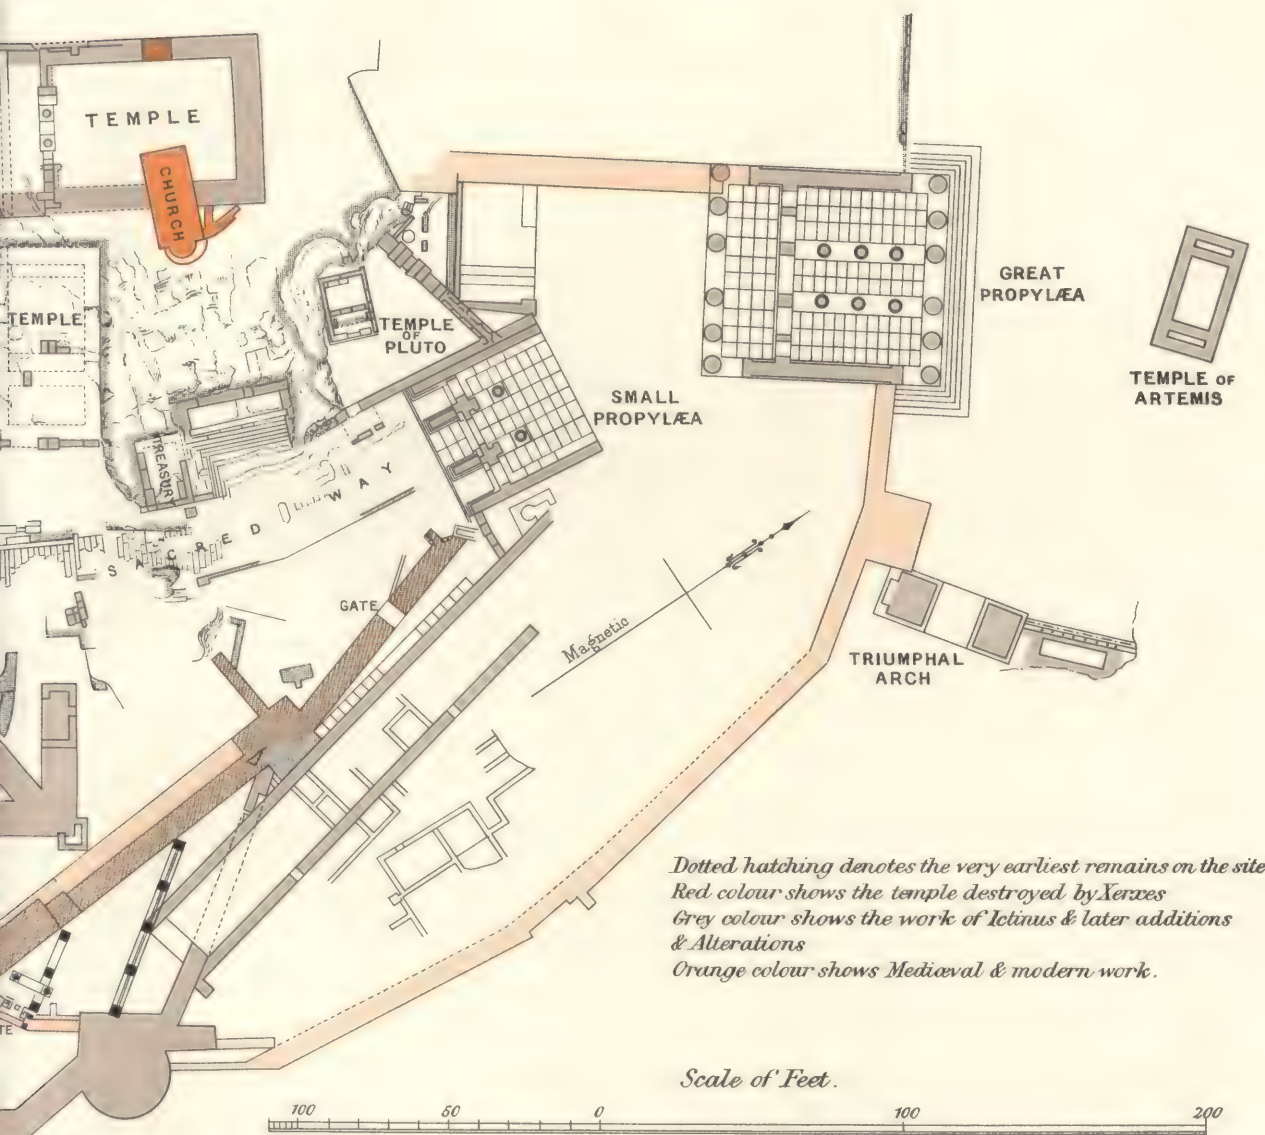 TEMPLE
CHURCH
TEMPLE
TEMPLE
OF
PLUTO
TREASURY
SACRED WAY
SMALL
PROPYLÆA
GREAT
PROPYLÆA
TEMPLE OF
ARTEMIS
GATE
Magnetic
TRIUMPHAL
ARCH
Dotted hatching denotes the very earliest remains on the site
Red colour shows the temple destroyed by Xerxes
Grey colour shows the work of Ictinus & later additions
& Alterations
Orange colour shows Mediæval & modern work.
TE
Scale of Feet.
100 50 0 100 200